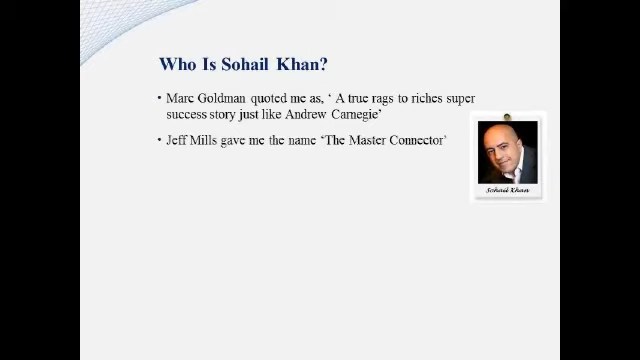 Who Is Sohail Khan?
• Marc Goldman quoted me as, ‘ A true rags to riches super
success story just like Andrew Carnegie’
• Jeff Mills gave me the name ‘The Master Connector’
Sohail Khan